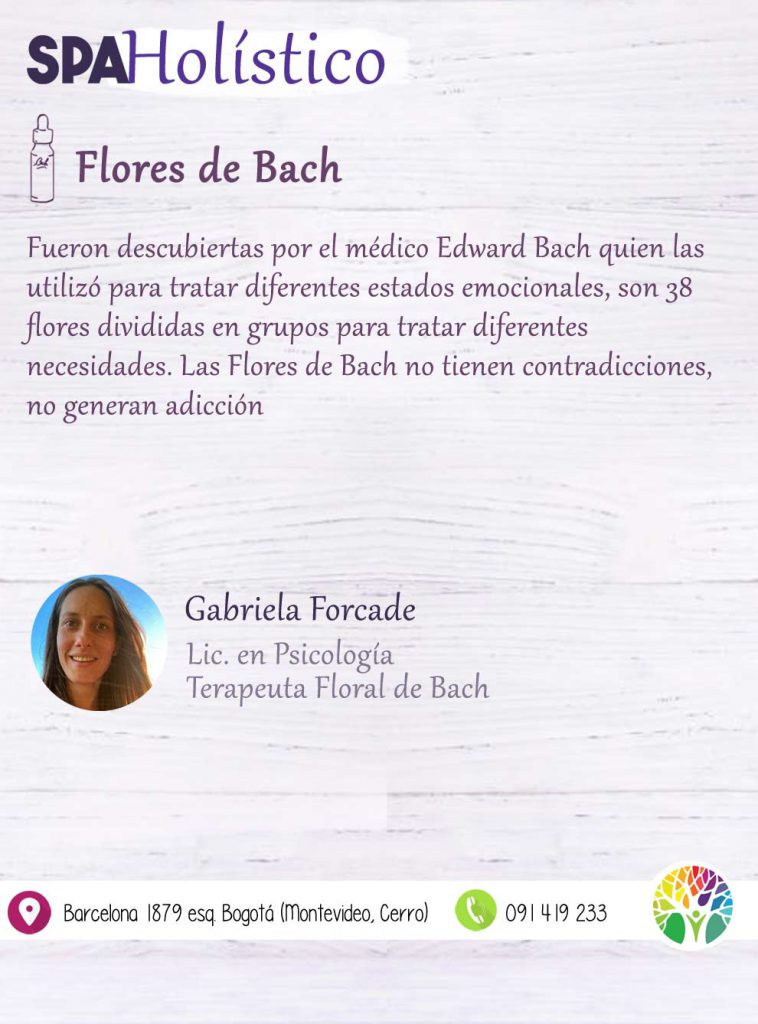 SPAHolístico
Flores de Bach
Fueron descubiertas por el médico Edward Bach quien las
utilizó para tratar diferentes estados emocionales, son 38
flores divididas en grupos para tratar diferentes
necesidades. Las Flores de Bach no tienen contradicciones,
no generan adicción
Gabriela Forcade
Lic. en Psicología
Terapeuta Floral de Bach
Barcelona 1879 esq. Bogotá (Montevideo, Cerro)
091 419 233